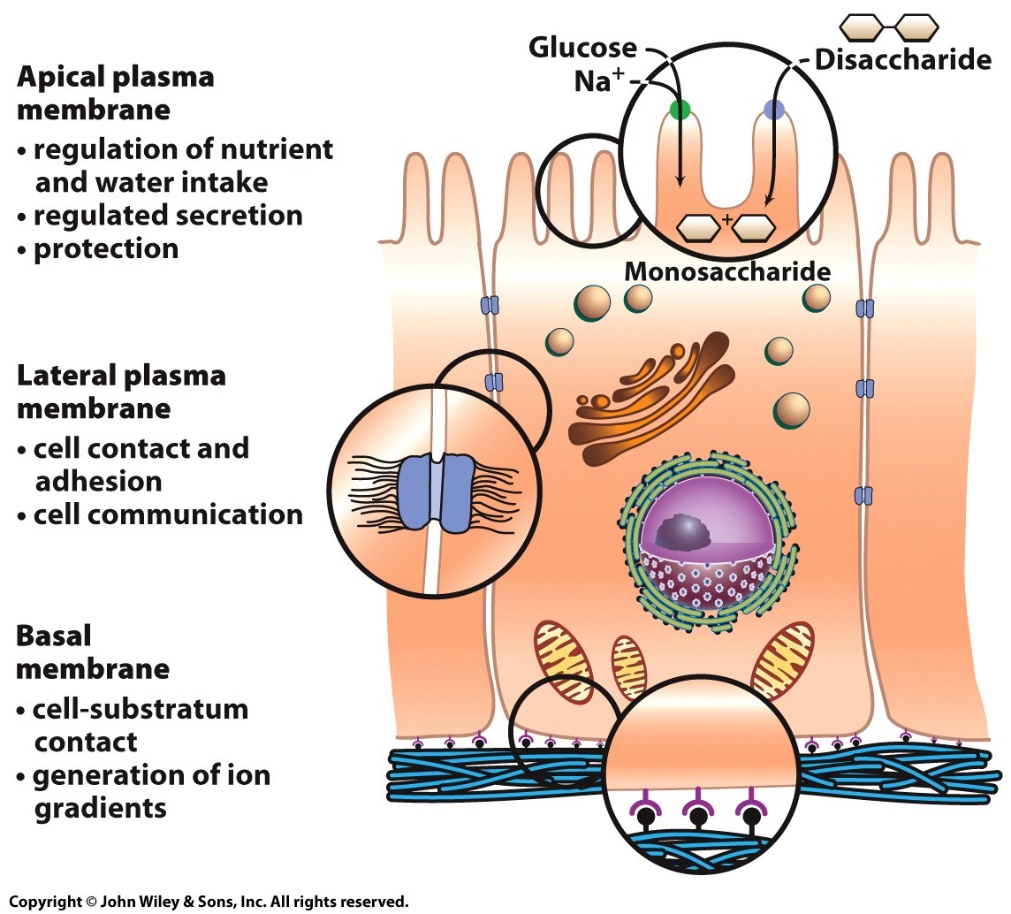 Apical plasma
membrane
• regulation of nutrient
and water intake
• regulated secretion
• protection
Glucose
Na⁺
Disaccharide
+
Monosaccharide
Lateral plasma
membrane
• cell contact and
adhesion
• cell communication
Basal
membrane
• cell-substratum
contact
• generation of ion
gradients
Copyright © John Wiley & Sons, Inc. All rights reserved.